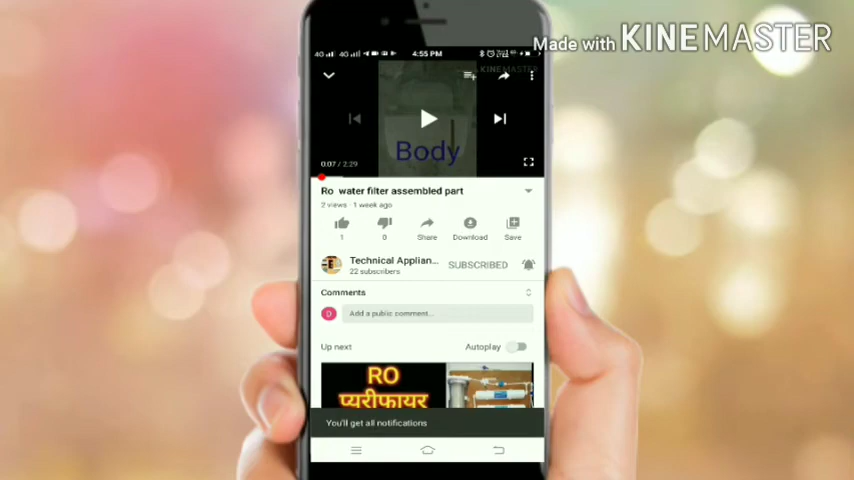 Made with KINEMASTER
4:55 PM
KINEMASTER
Body
0:07 / 2:29
Ro water filter assembled part
2 views · 1 week ago
1
0
Share
Download
Save
Technical Applian...
SUBSCRIBED
22 subscribers
Comments
D
Add a public comment...
Up next
Autoplay
RO
प्यूरीफायर
You'll get all notifications